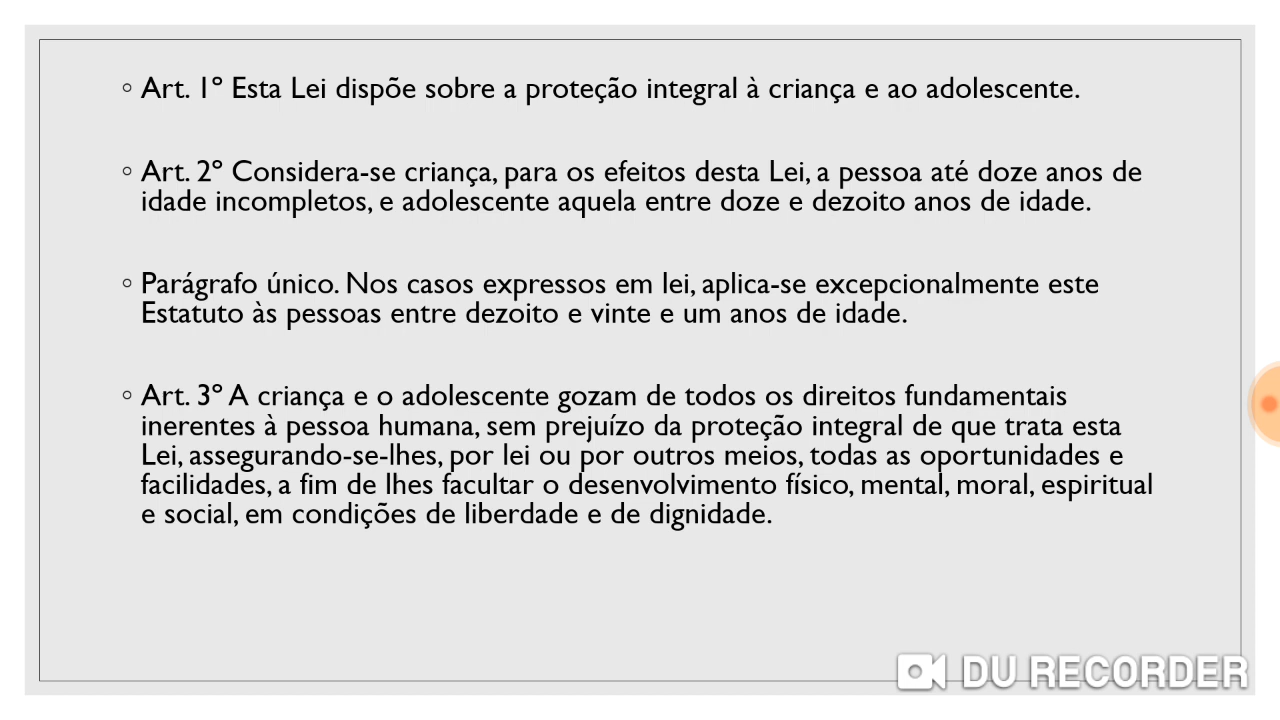 ◦ Art. 1º Esta Lei dispõe sobre a proteção integral à criança e ao adolescente.
◦ Art. 2º Considera-se criança, para os efeitos desta Lei, a pessoa até doze anos de
idade incompletos, e adolescente aquela entre doze e dezoito anos de idade.
◦ Parágrafo único. Nos casos expressos em lei, aplica-se excepcionalmente este
Estatuto às pessoas entre dezoito e vinte e um anos de idade.
◦ Art. 3º A criança e o adolescente gozam de todos os direitos fundamentais
inerentes à pessoa humana, sem prejuízo da proteção integral de que trata esta
Lei, assegurando-se-lhes, por lei ou por outros meios, todas as oportunidades e
facilidades, a fim de lhes facultar o desenvolvimento físico, mental, moral, espiritual
e social, em condições de liberdade e de dignidade.
DU RECORDER